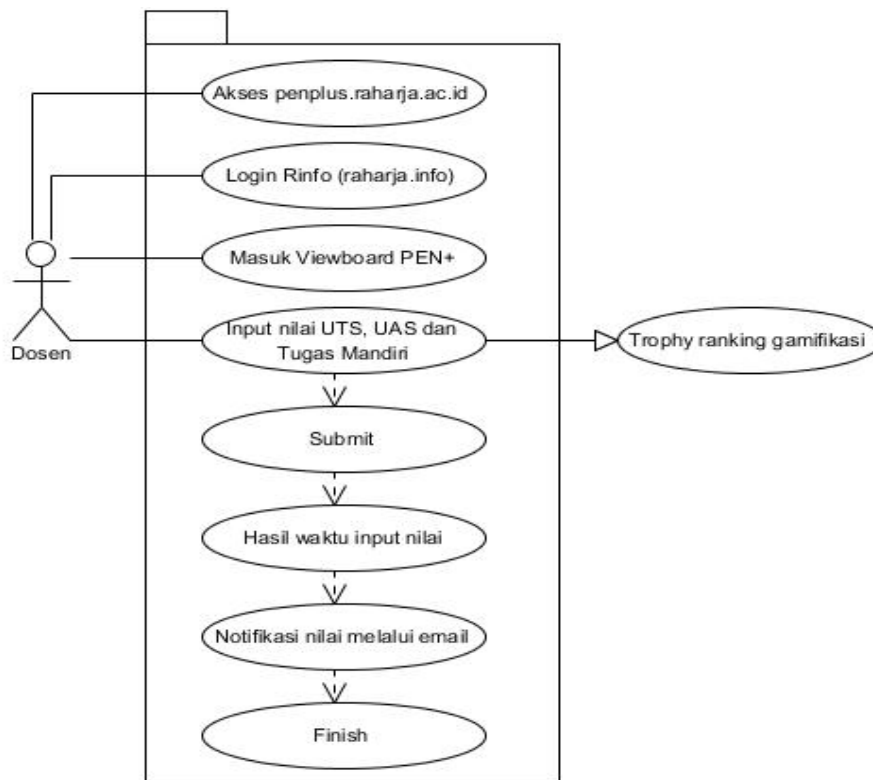 Akses penplus.raharja.ac.id
Login Rinfo (raharja.info)
Masuk Viewboard PEN+
Dosen
Input nilai UTS, UAS dan
Tugas Mandiri
Trophy ranking gamifikasi
Submit
Hasil waktu input nilai
Notifikasi nilai melalui email
Finish